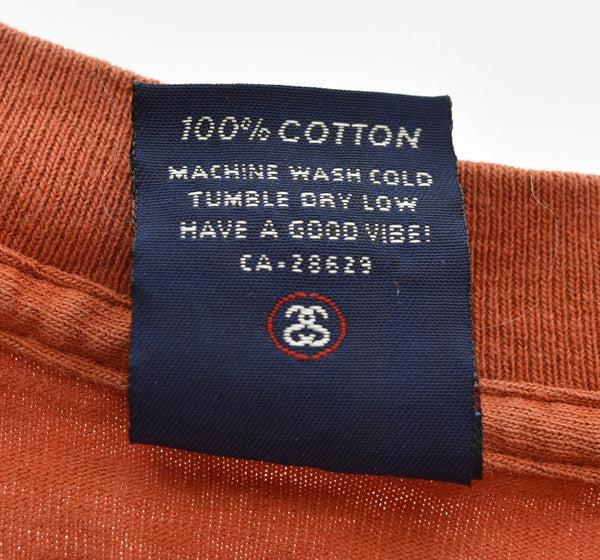 100% COTTON
MACHINE WASH COLD
TUMBLE DRY LOW
HAVE A GOOD VIBE!
CA-28629